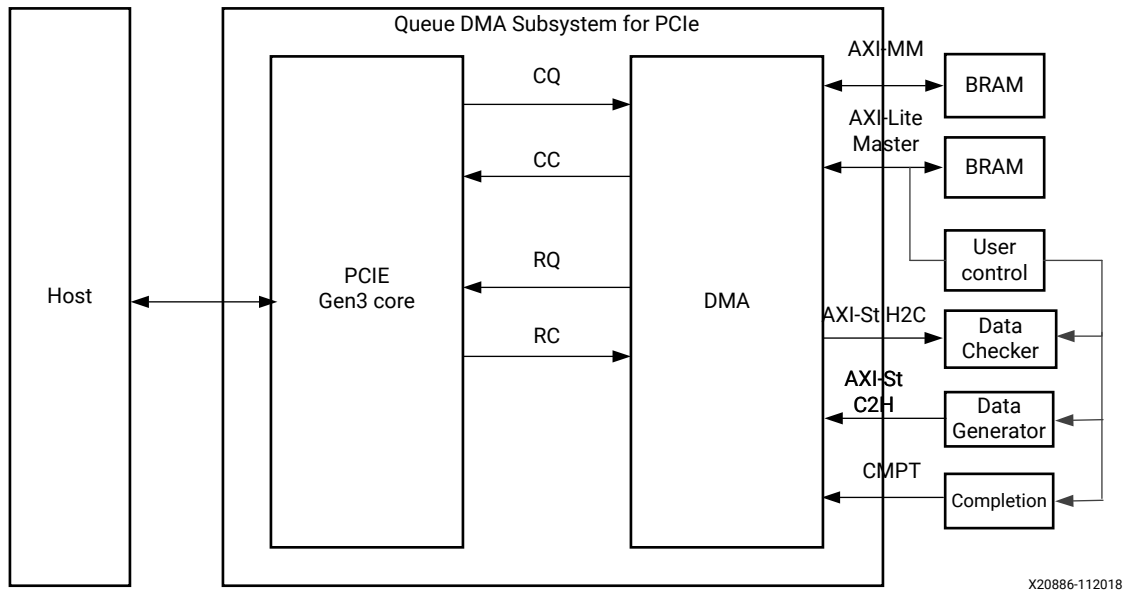 Queue DMA Subsystem for PCIe
Host
PCIE
Gen3 core
CQ
CC
RQ
RC
DMA
AXI-MM
BRAM
AXI-Lite
Master
BRAM
User
control
AXI-St H2C
Data
Checker
AXI-St
C2H
Data
Generator
CMPT
Completion
X20886-112018